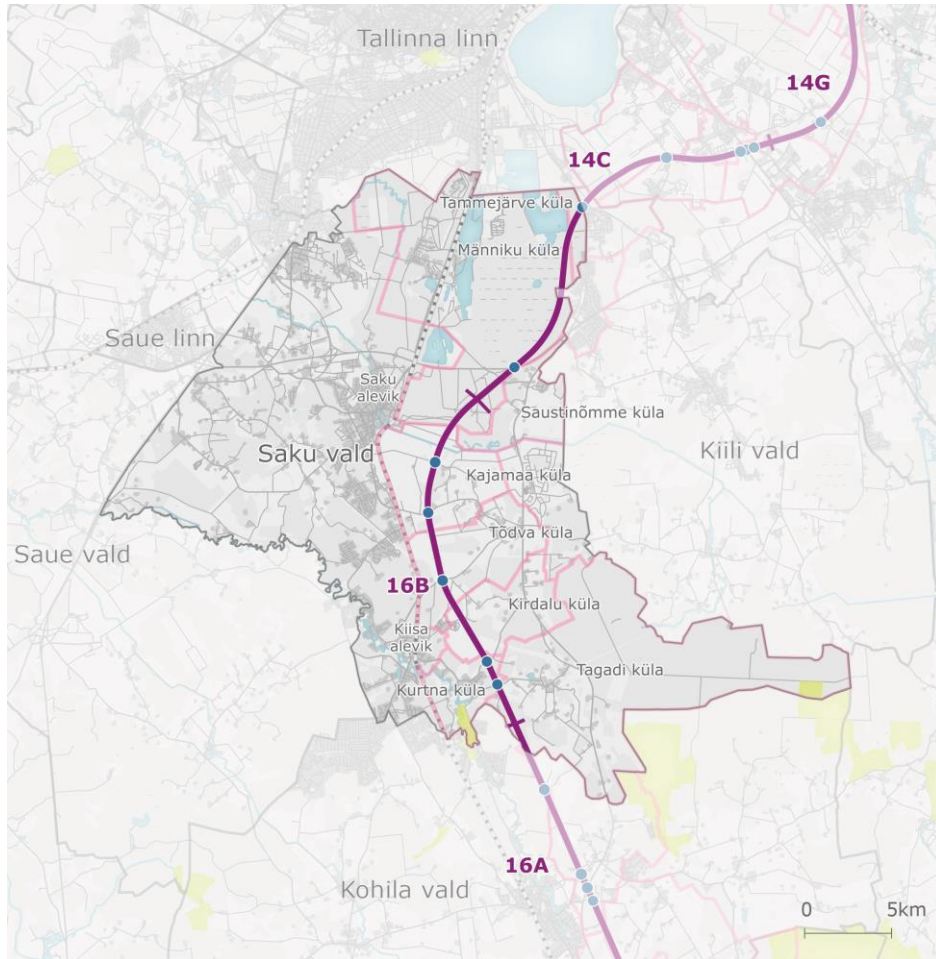 Tallinna linn
14G
14C
Tammejärve küla
Männiku küla
Saue linn
Saku
alevik
Saustinõmme küla
Saku vald
Kiili vald
Kajamaa küla
Tõdva küla
Saue vald
16B
Kirdalu küla
Kiisa
alevik
Tagadi küla
Kurtna küla
16A
Kohila vald
0 5km